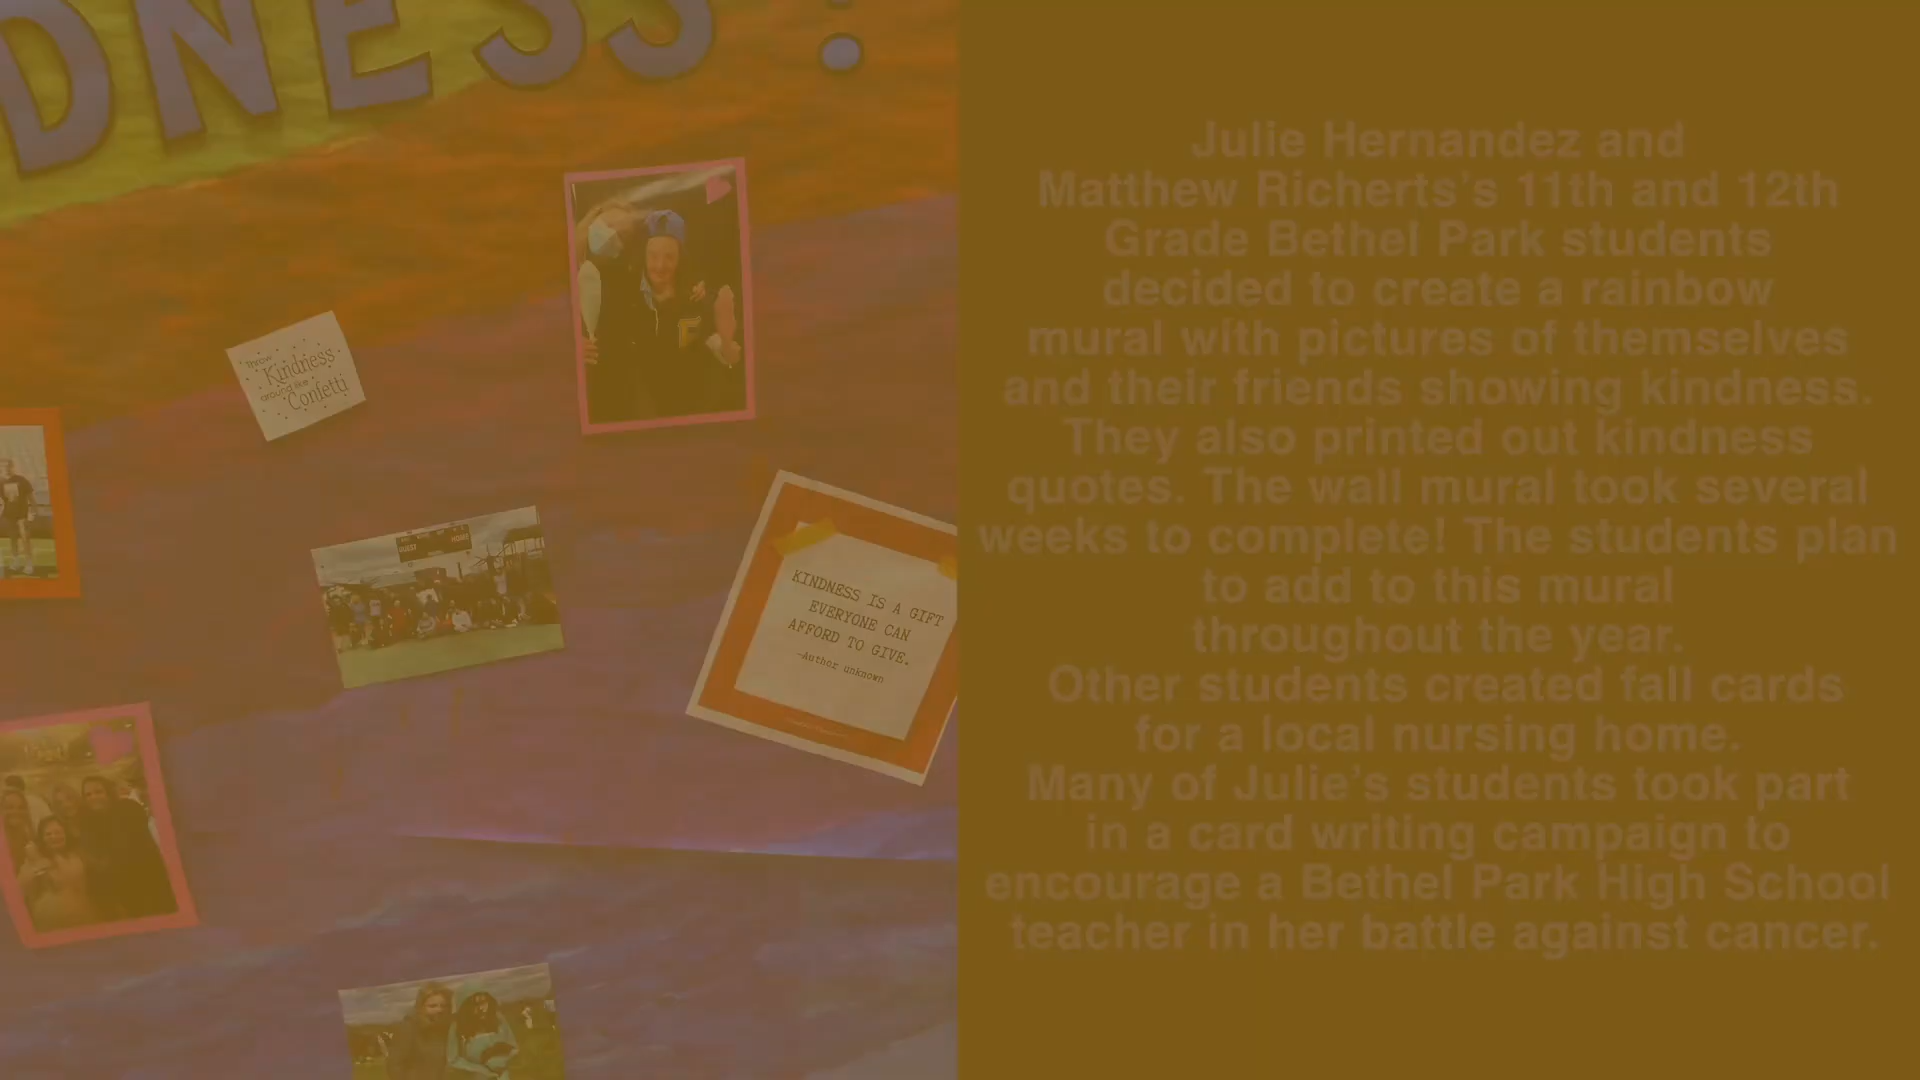 DNESS!
Throw
Kindness
around like
Confetti
GUEST HOME
KINDNESS IS A GIFT
EVERYONE CAN
AFFORD TO GIVE.
—Author unknown
Julie Hernandez and
Matthew Richerts's 11th and 12th
Grade Bethel Park students
decided to create a rainbow
mural with pictures of themselves
and their friends showing kindness.
They also printed out kindness
quotes. The wall mural took several
weeks to complete! The students plan
to add to this mural
throughout the year.
Other students created fall cards
for a local nursing home.
Many of Julie's students took part
in a card writing campaign to
encourage a Bethel Park High School
teacher in her battle against cancer.